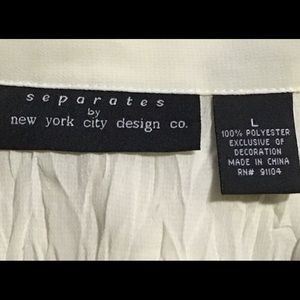 separates
by
new york city design co.
L
100% POLYESTER
EXCLUSIVE OF
DECORATION
MADE IN CHINA
RN# 91104